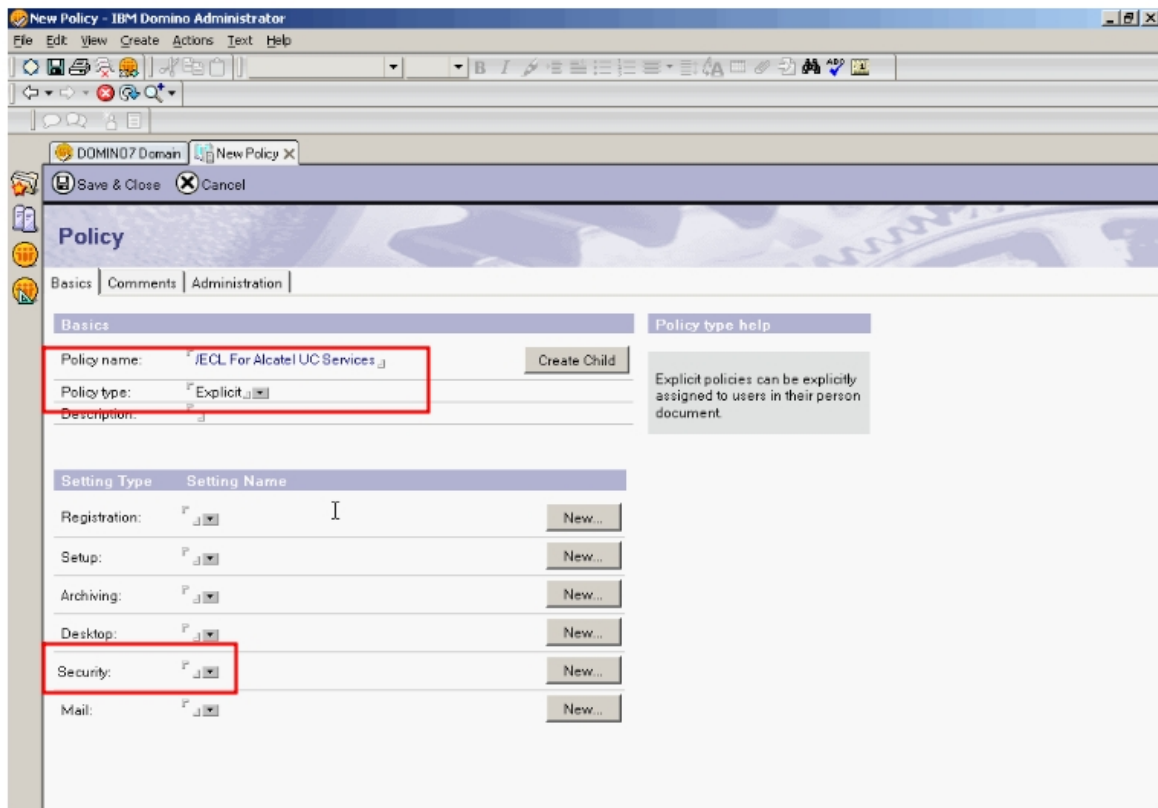 New Policy - IBM Domino Administrator
File Edit View Create Actions Text Help
DOMINO7 Domain New Policy
Save & Close Cancel
Policy
Basics Comments Administration
Basics
Policy type help
Policy name: /ECL For Alcatel UC Services Create Child
Policy type: Explicit
Description:
Explicit policies can be explicitly
assigned to users in their person
document.
Setting Type Setting Name
Registration: New...
Setup: New...
Archiving: New...
Desktop: New...
Security: New...
Mail: New...